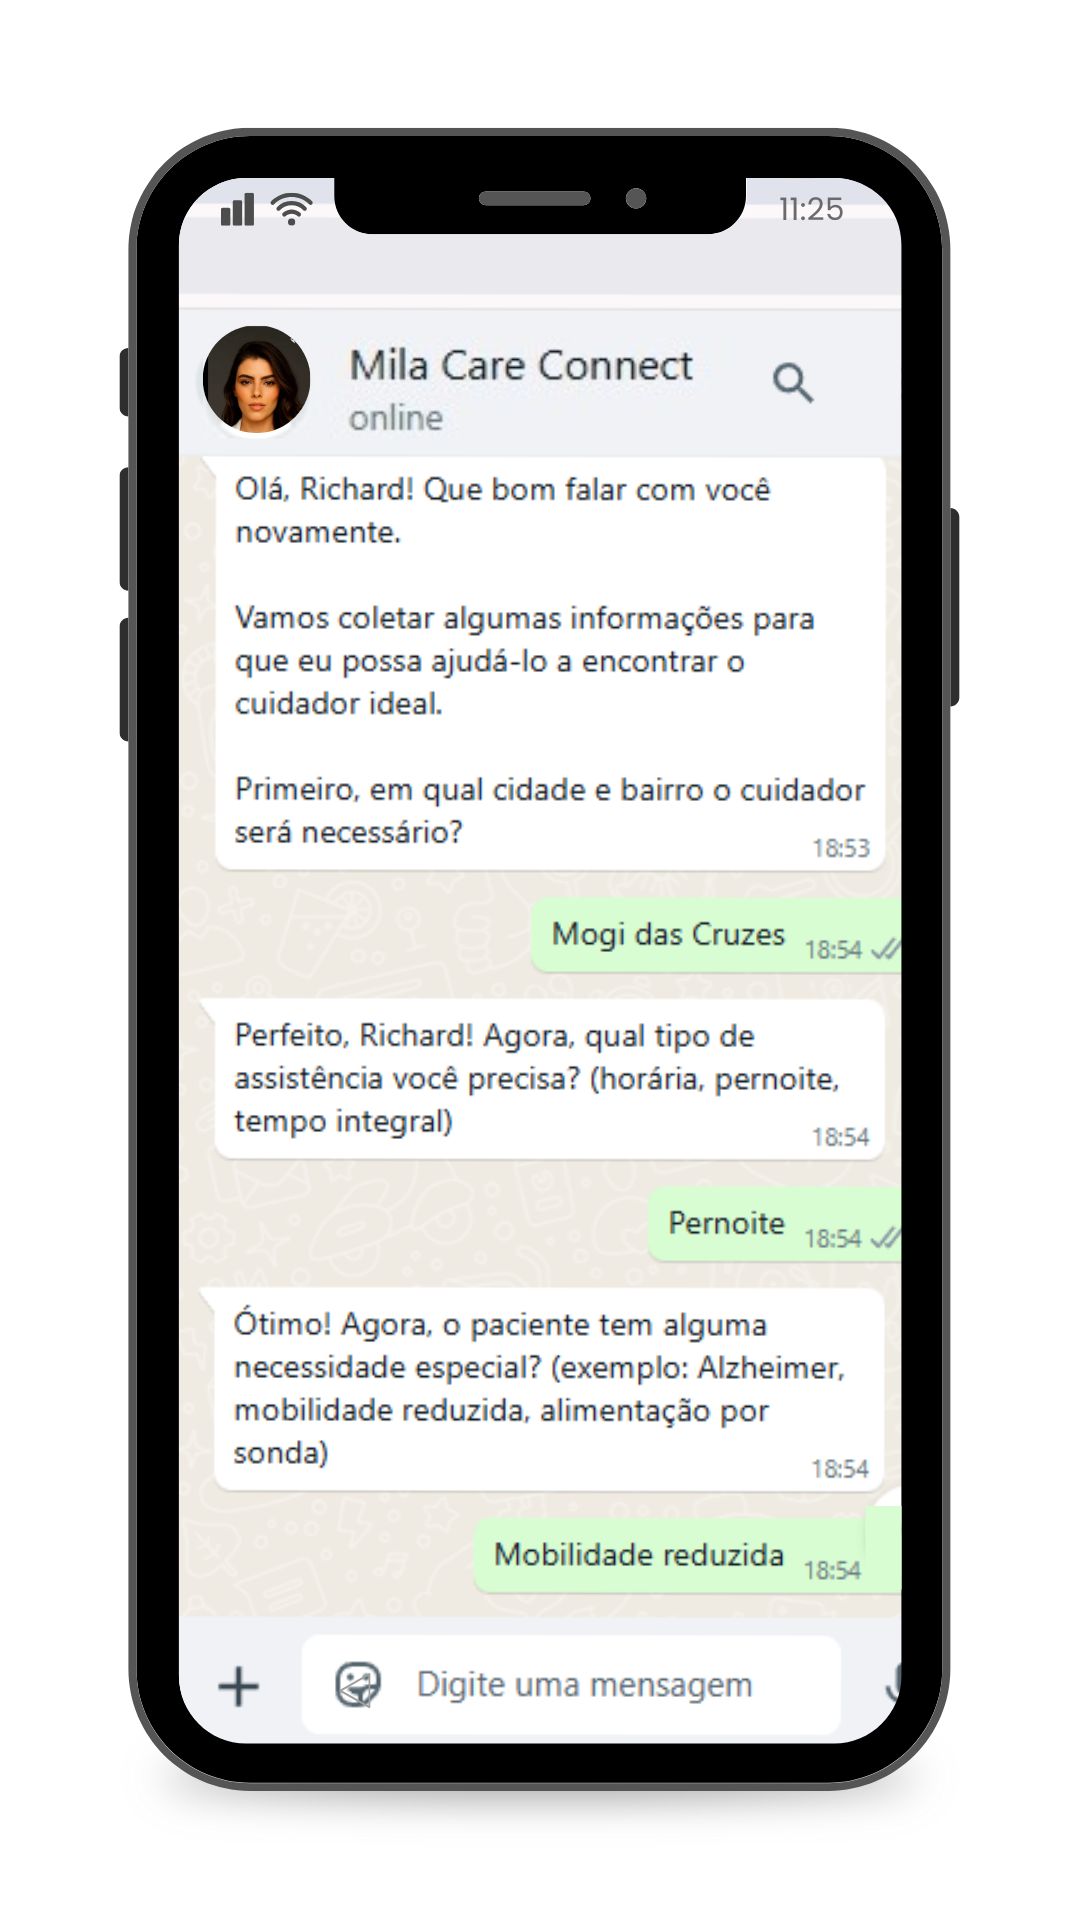 11:25
Mila Care Connect
online
Olá, Richard! Que bom falar com você
novamente.
Vamos coletar algumas informações para
que eu possa ajudá-lo a encontrar o
cuidador ideal.
Primeiro, em qual cidade e bairro o cuidador
será necessário?
18:53
Mogi das Cruzes 18:54
Perfeito, Richard! Agora, qual tipo de
assistência você precisa? (horária, pernoite,
tempo integral)
18:54
Pernoite 18:54
Ótimo! Agora, o paciente tem alguma
necessidade especial? (exemplo: Alzheimer,
mobilidade reduzida, alimentação por
sonda)
18:54
Mobilidade reduzida 18:54
Digite uma mensagem